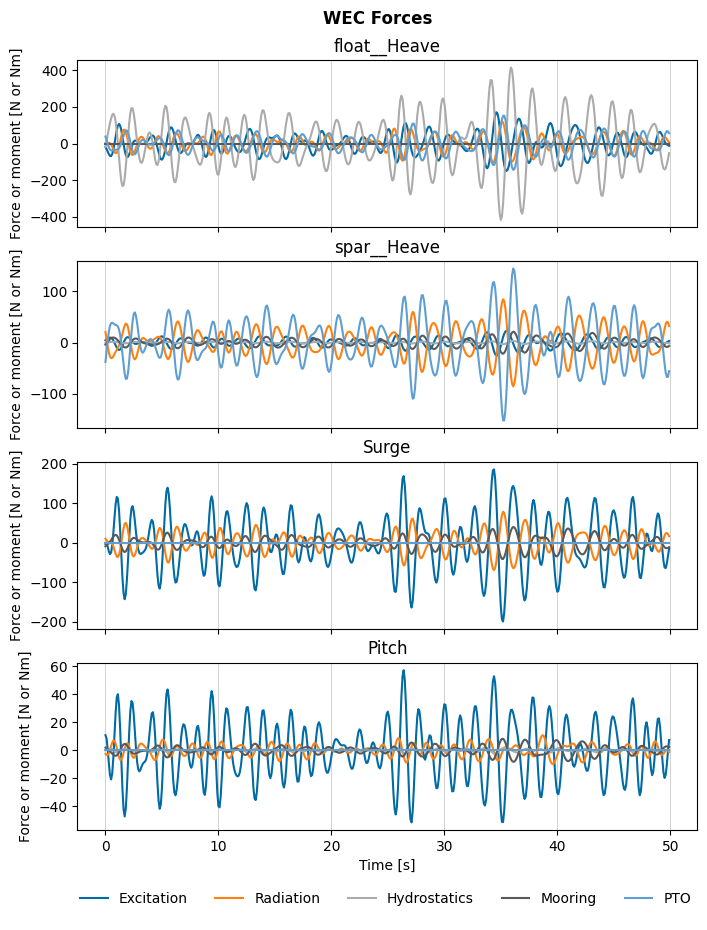 WEC Forces
float__Heave
Force or moment [N or Nm]
400
200
0
−200
−400
spar__Heave
Force or moment [N or Nm]
100
0
−100
Surge
Force or moment [N or Nm]
200
100
0
−100
−200
Pitch
Force or moment [N or Nm]
60
40
20
0
−20
−40
0 10 20 30 40 50
Time [s]
Excitation Radiation Hydrostatics Mooring PTO